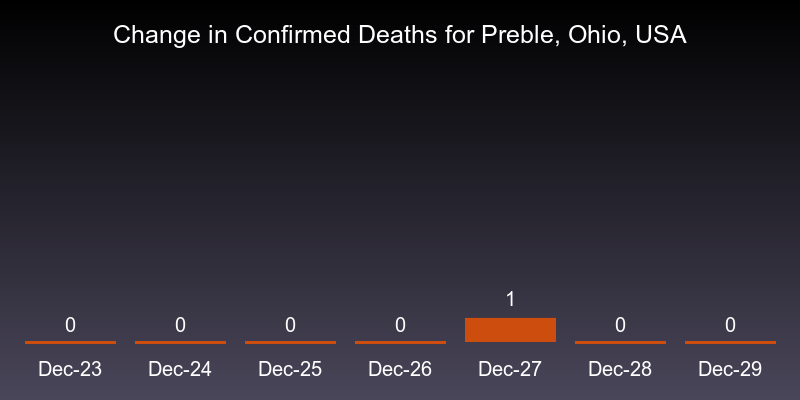 Change in Confirmed Deaths for Preble, Ohio, USA
0 0 0 0 1 0 0
Dec-23 Dec-24 Dec-25 Dec-26 Dec-27 Dec-28 Dec-29